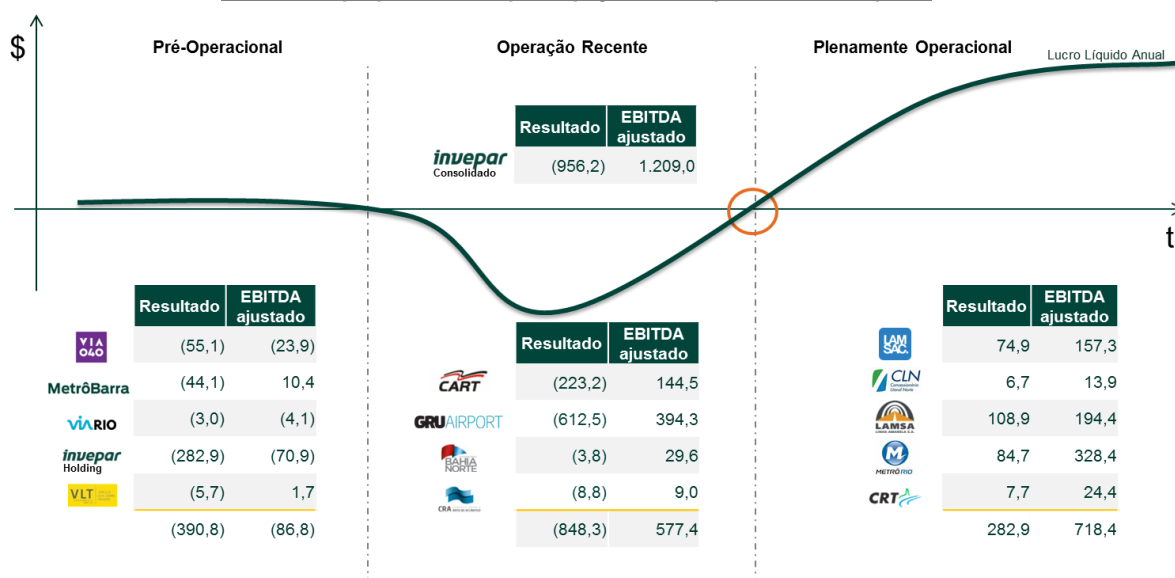 $
Pré-Operacional
Operação Recente
Plenamente Operacional
Lucro Líquido Anual
Resultado EBITDA ajustado
invepar Consolidado (956,2) 1.209,0
t
Resultado EBITDA ajustado
VIA 040 (55,1) (23,9)
MetrôBarra (44,1) 10,4
VIARIO (3,0) (4,1)
invepar Holding (282,9) (70,9)
VLT (5,7) 1,7
(390,8) (86,8)
Resultado EBITDA ajustado
CART (223,2) 144,5
GRUAIRPORT (612,5) 394,3
BAHIA NORTE (3,8) 29,6
CRA (8,8) 9,0
(848,3) 577,4
Resultado EBITDA ajustado
LAM SAC. 74,9 157,3
CLN 6,7 13,9
LAMSA 108,9 194,4
METRÔRIO 84,7 328,4
CRT 7,7 24,4
282,9 718,4